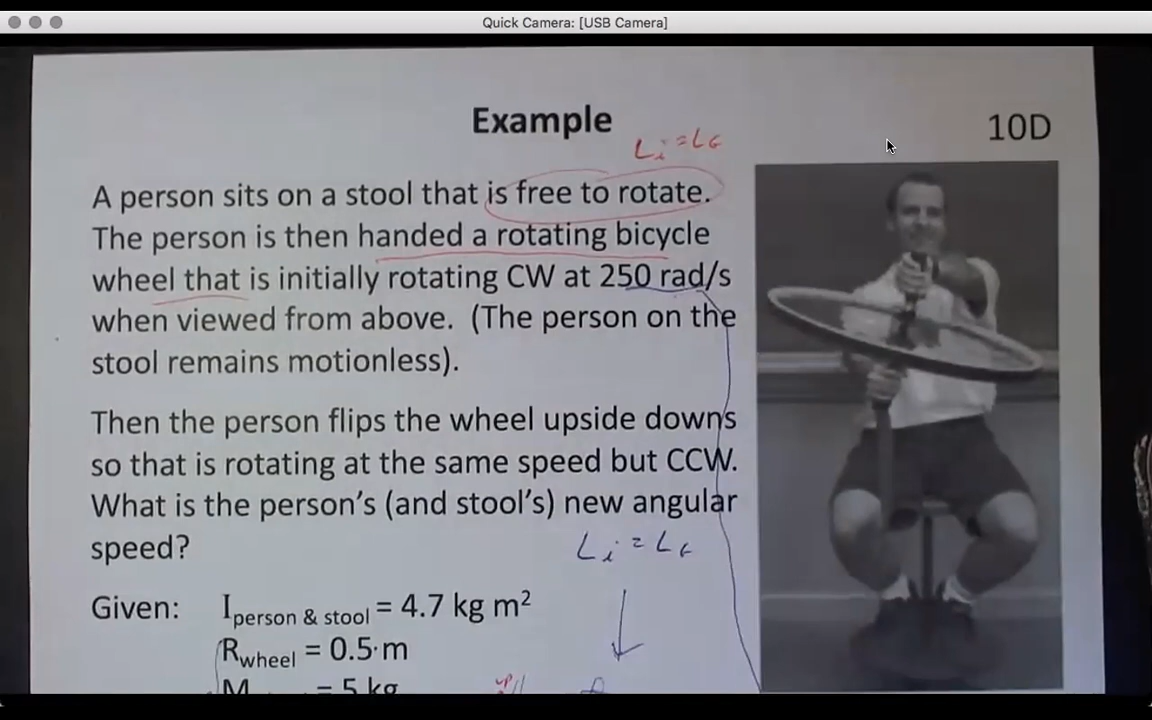 Quick Camera: [USB Camera]
Example
10D
Li = Lf
A person sits on a stool that is free to rotate.
The person is then handed a rotating bicycle
wheel that is initially rotating CW at 250 rad/s
when viewed from above.  (The person on the
stool remains motionless).
Then the person flips the wheel upside downs
so that is rotating at the same speed but CCW.
What is the person's (and stool's) new angular
speed?
Li = Lf
Given: I person & stool = 4.7 kg m²
R wheel = 0.5 m
= 5 kg